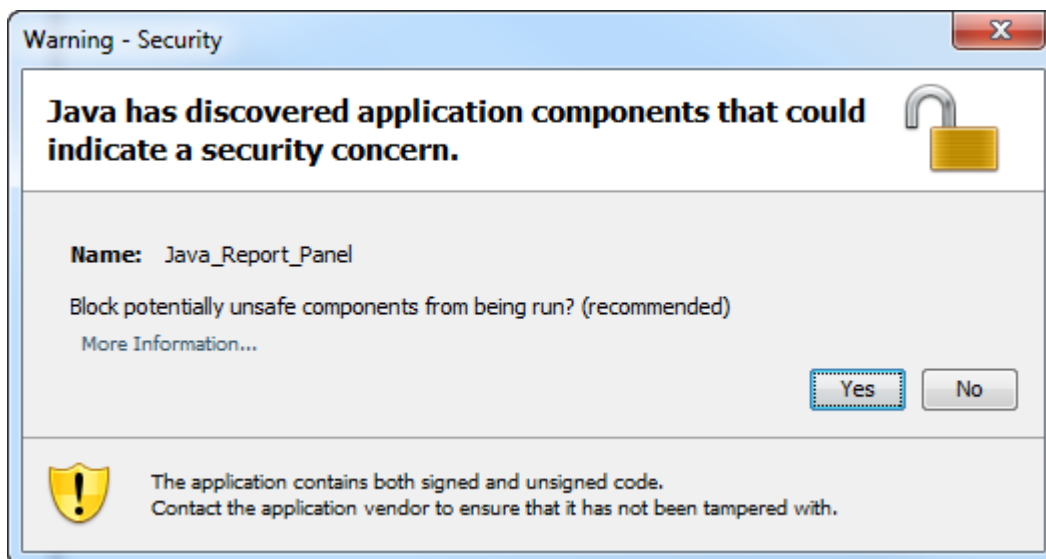 Warning - Security
Java has discovered application components that could
indicate a security concern.
Name: Java_Report_Panel
Block potentially unsafe components from being run? (recommended)
More Information...
Yes No
The application contains both signed and unsigned code.
Contact the application vendor to ensure that it has not been tampered with.